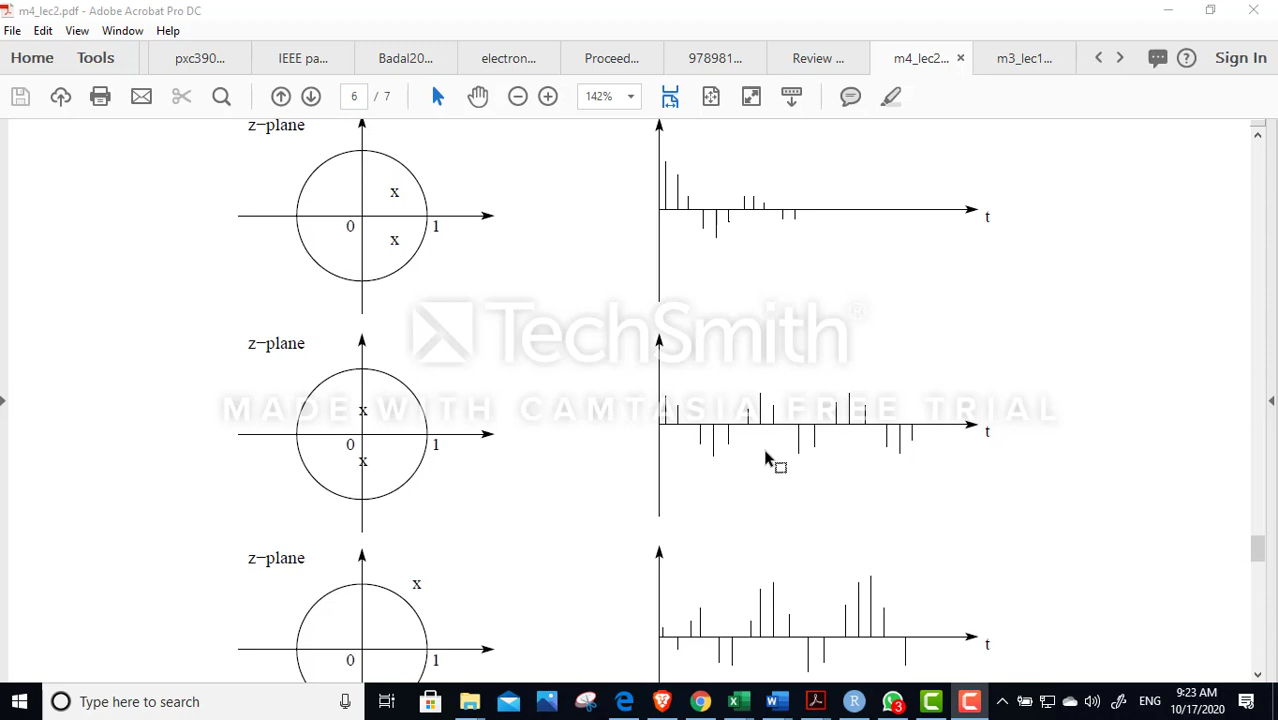 m4_lec2.pdf - Adobe Acrobat Pro DC
File Edit View Window Help
Home Tools pxc390... IEEE pa... Badal20... electron... Proceed... 978981... Review ... m4_lec2... × m3_lec1... Sign In
6 / 7 142%
z−plane
x
x
0 1
t
TechSmith®
MADE WITH CAMTASIA FREE TRIAL
z−plane
x
x
0 1
t
z−plane
x
0 1
t
Type here to search
3
ENG
9:23 AM
10/17/2020